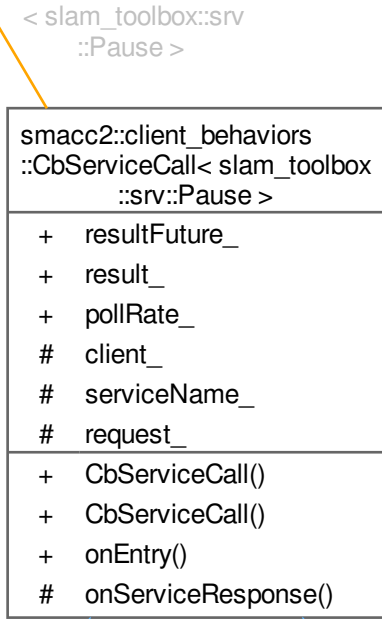 < slam_toolbox::srv
::Pause >
smacc2::client_behaviors
::CbServiceCall< slam_toolbox
::srv::Pause >
+ resultFuture_
+ result_
+ pollRate_
# client_
# serviceName_
# request_
+ CbServiceCall()
+ CbServiceCall()
+ onEntry()
# onServiceResponse()